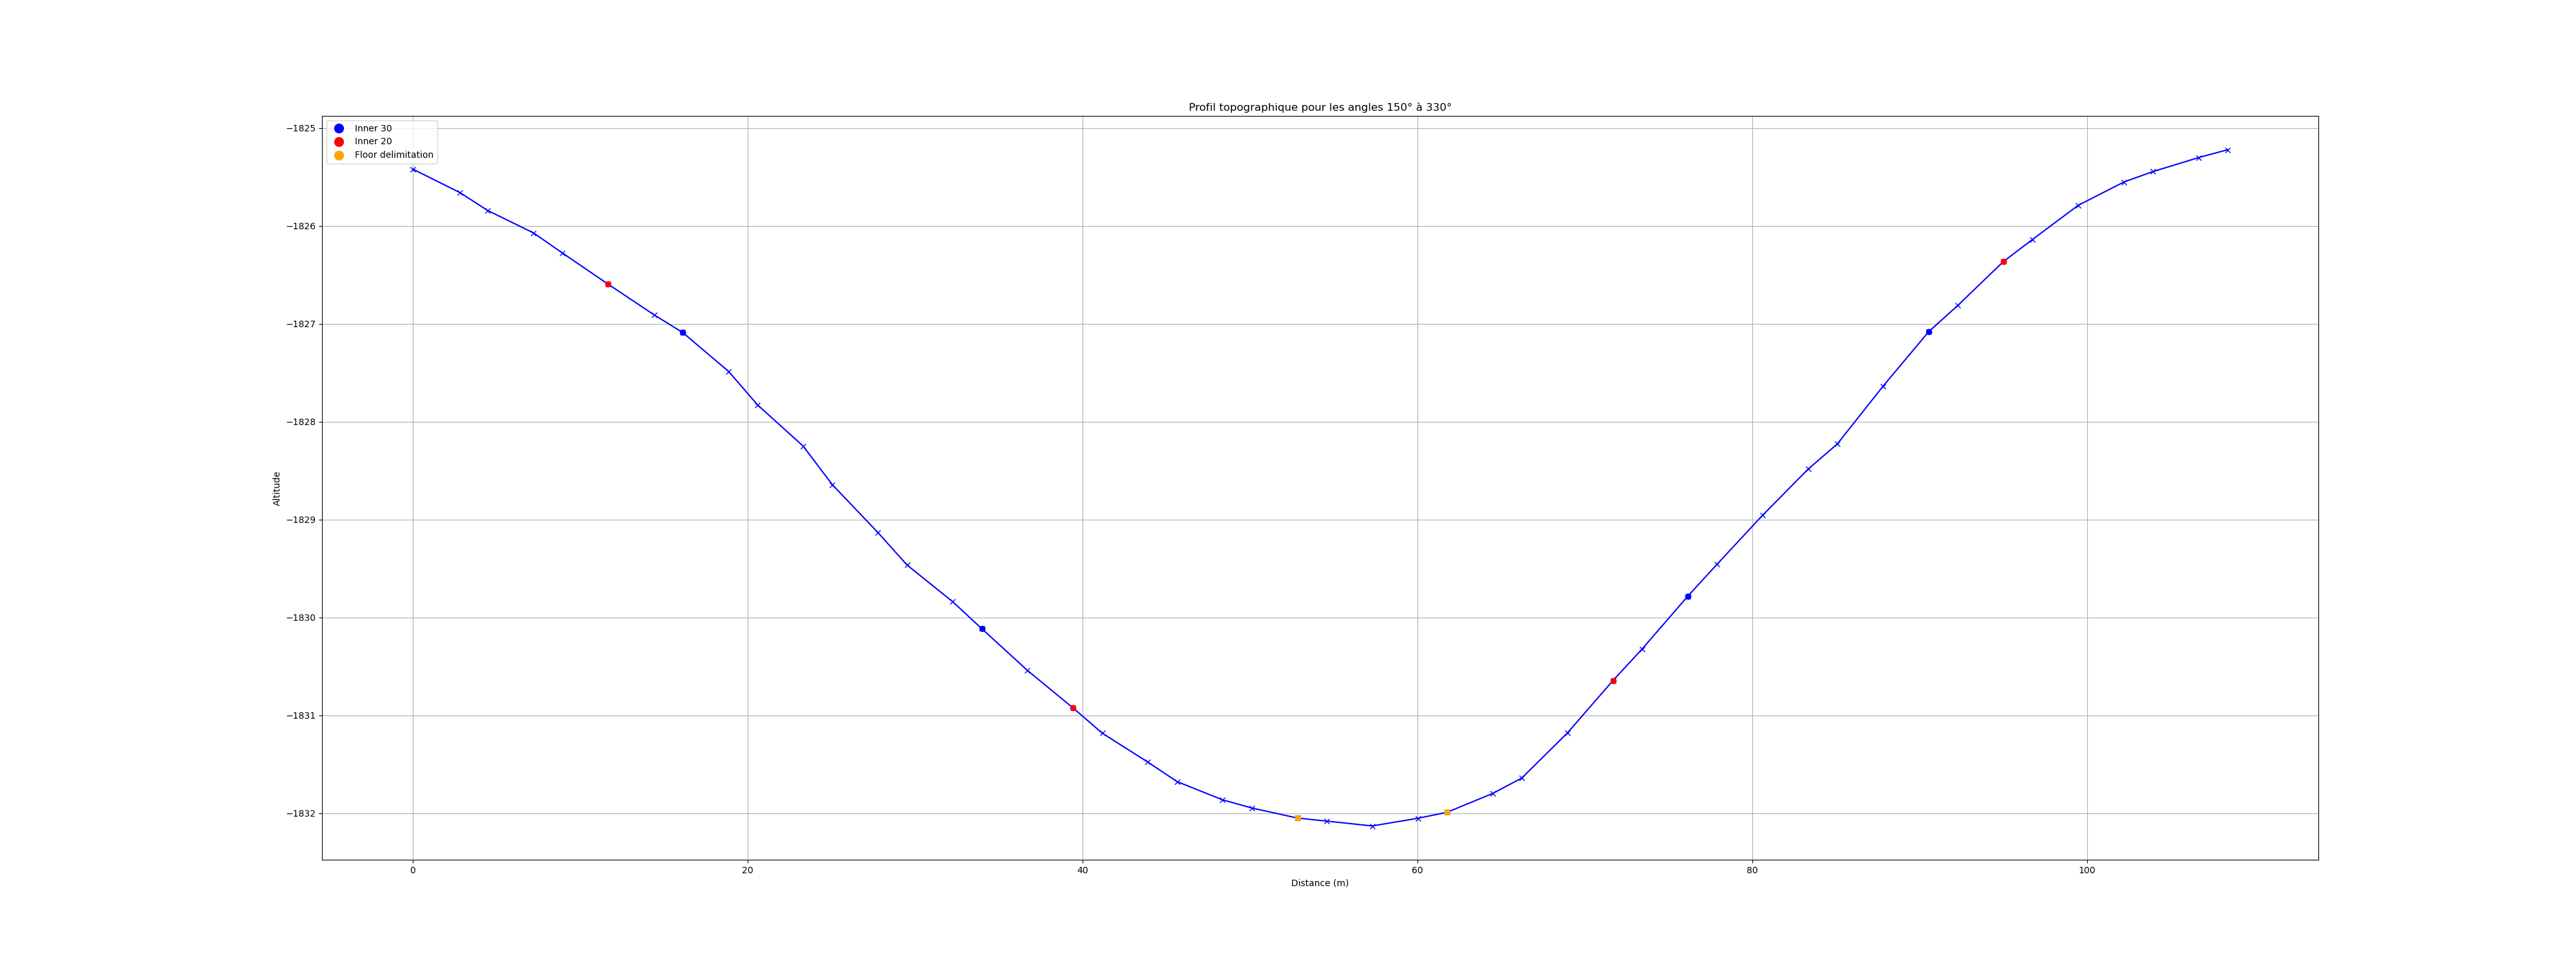 Profil topographique pour les angles 150° à 330°
Inner 30
Inner 20
Floor delimitation
−1825
−1826
−1827
−1828
−1829
−1830
−1831
−1832
Altitude
0 20 40 60 80 100
Distance (m)